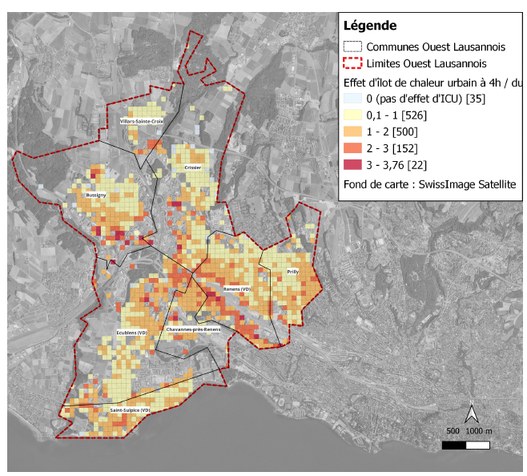 Légende
Communes Ouest Lausannois
Limites Ouest Lausannois
Effet d'îlot de chaleur urbain à 4h / du
0 (pas d'effet d'ICU) [35]
0,1 - 1 [526]
1 - 2 [500]
2 - 3 [152]
3 - 3,76 [22]
Fond de carte : SwissImage Satellite
Villars-Sainte-Croix
Crissier
Bussigny
Prilly
Renens (VD)
Chavannes-près-Renens
Ecublens (VD)
Saint-Sulpice (VD)
500 1000 m